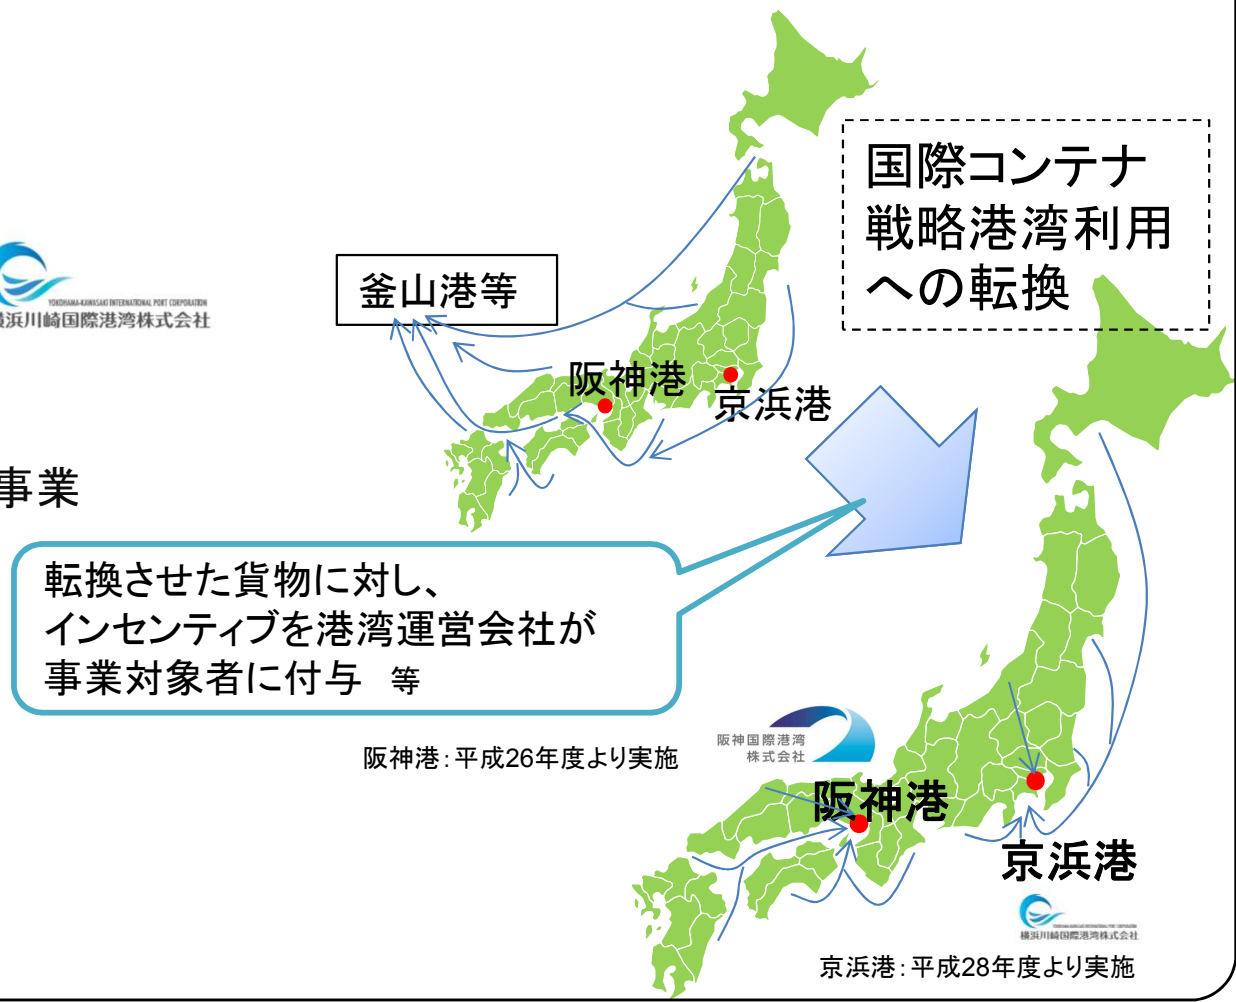 国際コンテナ
戦略港湾利用
への転換
YOKOHAMA-KAWASAKI INTERNATIONAL PORT CORPORATION
浜川崎国際港湾株式会社
釜山港等
阪神港
京浜港
事業
転換させた貨物に対し、
インセンティブを港湾運営会社が
事業対象者に付与 等
阪神港：平成26年度より実施
阪神国際港湾
株式会社
阪神港
京浜港
横浜川崎国際港湾株式会社
京浜港：平成28年度より実施